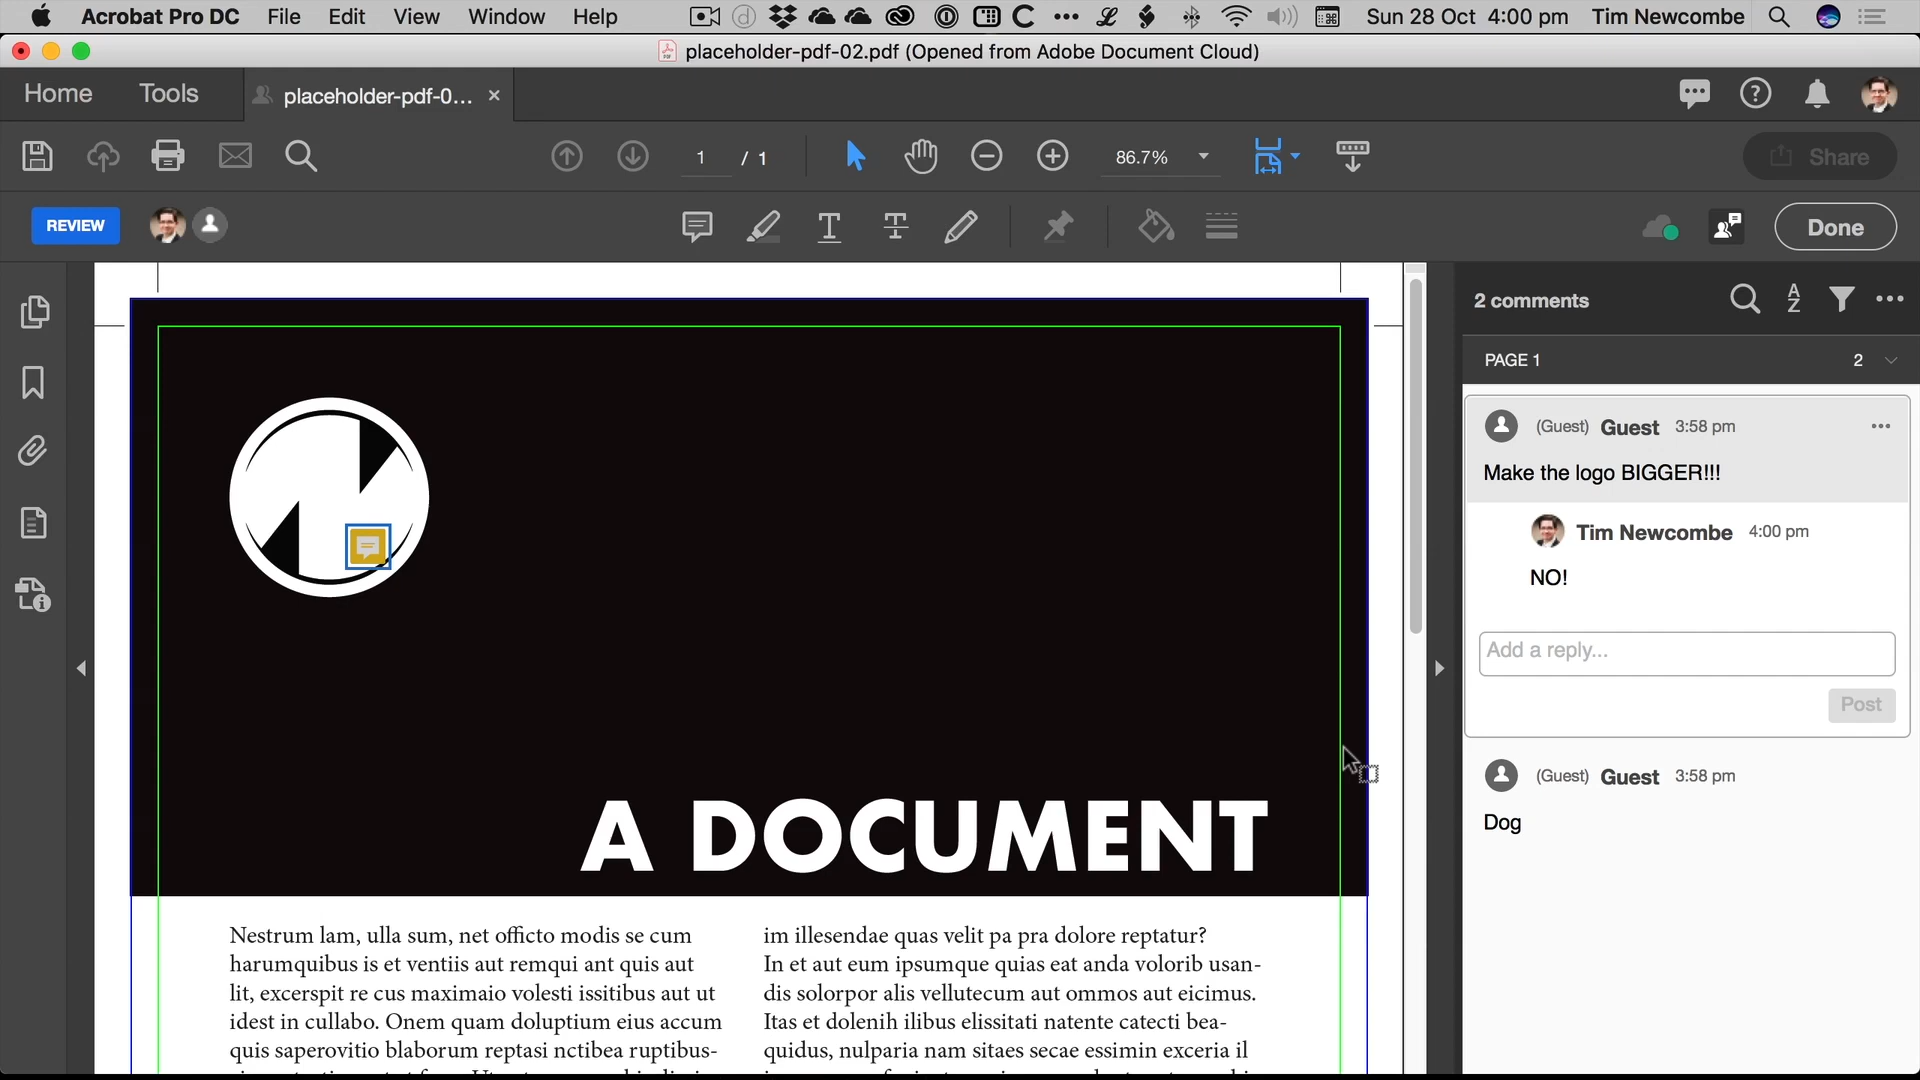 Acrobat Pro DC File Edit View Window Help Sun 28 Oct 4:00 pm Tim Newcombe
placeholder-pdf-02.pdf (Opened from Adobe Document Cloud)
Home Tools placeholder-pdf-0... ×
1 / 1 86.7% Share
REVIEW Done
2 comments
PAGE 1 2
(Guest) Guest 3:58 pm
Make the logo BIGGER!!!
Tim Newcombe 4:00 pm
NO!
Add a reply...
Post
(Guest) Guest 3:58 pm
Dog
A DOCUMENT
Nestrum lam, ulla sum, net officto modis se cum
harumquibus is et ventiis aut remqui ant quis aut
lit, excerspit re cus maximaio volesti issitibus aut ut
idest in cullabo. Onem quam doluptium eius accum
quis saperovitio blaborum reptasi nctibea ruptibus-
im illesendae quas velit pa pra dolore reptatur?
In et aut eum ipsumque quias eat anda volorib usan-
dis solorpor alis vellutecum aut ommos aut eicimus.
Itas et dolenih ilibus elissitati natente catecti bea-
quidus, nulparia nam sitaes secae essimin exceria il